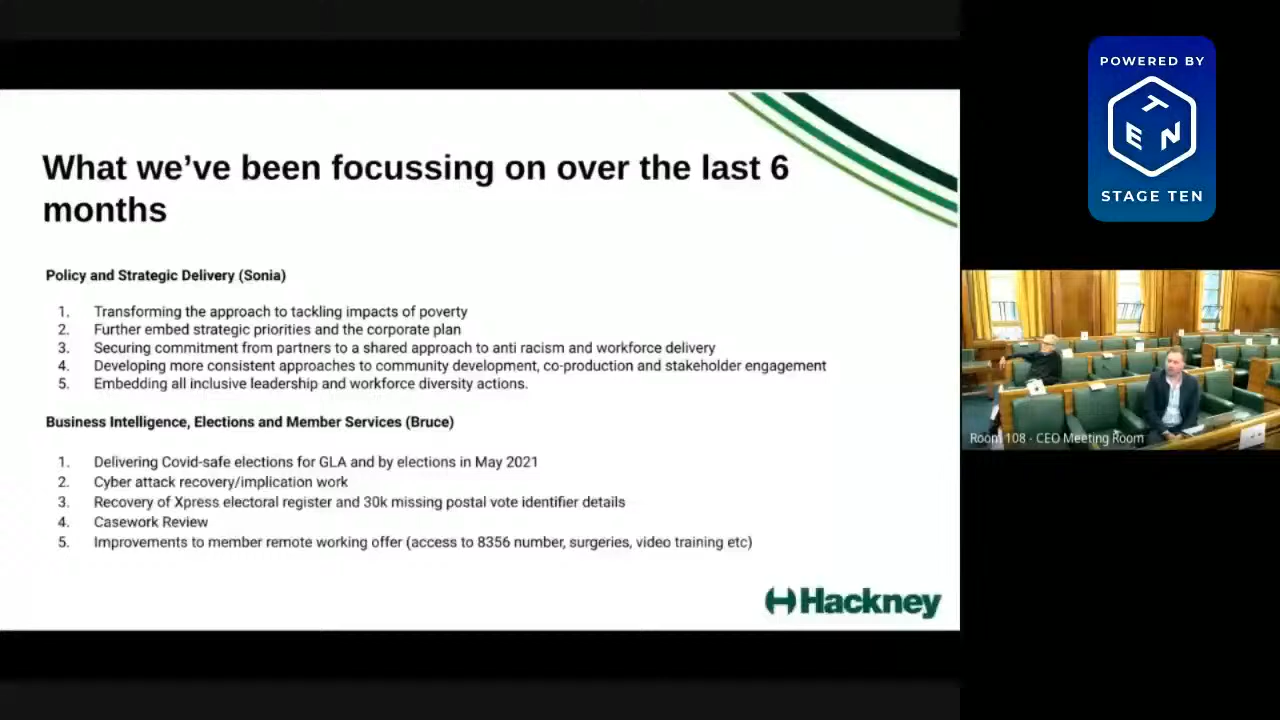 What we've been focussing on over the last 6
months
Policy and Strategic Delivery (Sonia)
1. Transforming the approach to tackling impacts of poverty
2. Further embed strategic priorities and the corporate plan
3. Securing commitment from partners to a shared approach to anti racism and workforce delivery
4. Developing more consistent approaches to community development, co-production and stakeholder engagement
5. Embedding all inclusive leadership and workforce diversity actions.
Business Intelligence, Elections and Member Services (Bruce)
1. Delivering Covid-safe elections for GLA and by elections in May 2021
2. Cyber attack recovery/implication work
3. Recovery of Xpress electoral register and 30k missing postal vote identifier details
4. Casework Review
5. Improvements to member remote working offer (access to 8356 number, surgeries, video training etc)
Hackney
POWERED BY
TEN
STAGE TEN
Room 108 - CEO Meeting Room